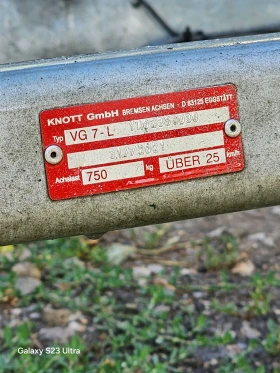 KNOTT GmbH BREMSEN ACHSEN - D 83125 EGGSTÄTT
Typ VG 7-L
Achslast 750 kg ÜBER 25 km/h
Galaxy S23 Ultra